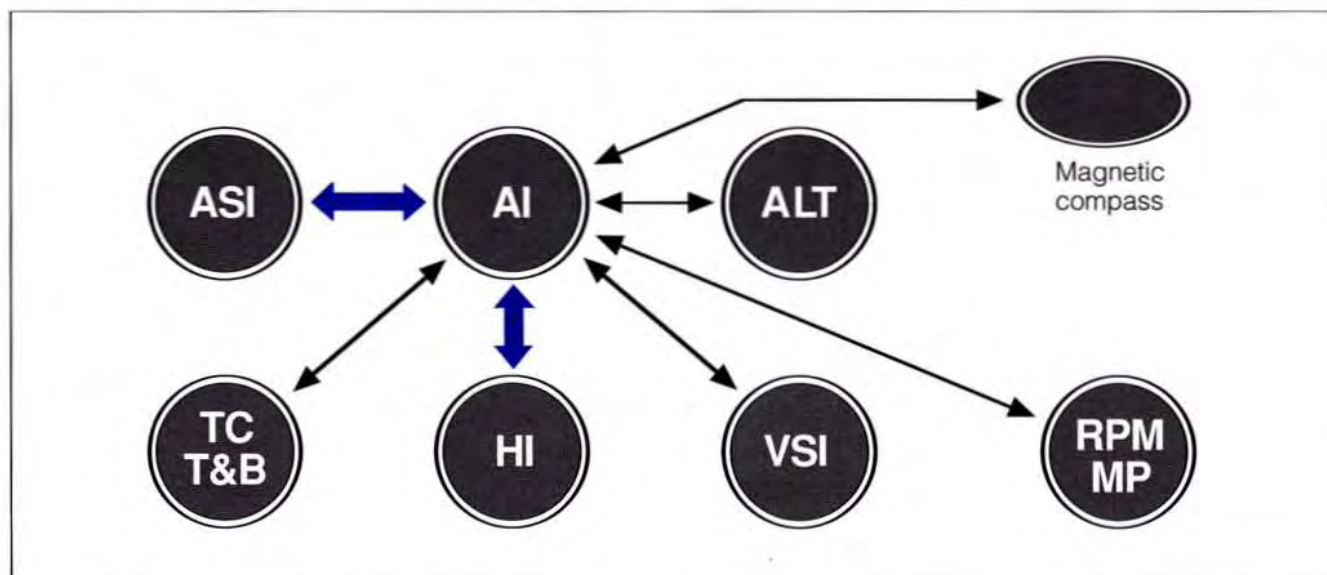 ASI
AI
ALT
Magnetic
compass
TC
T&B
HI
VSI
RPM
MP